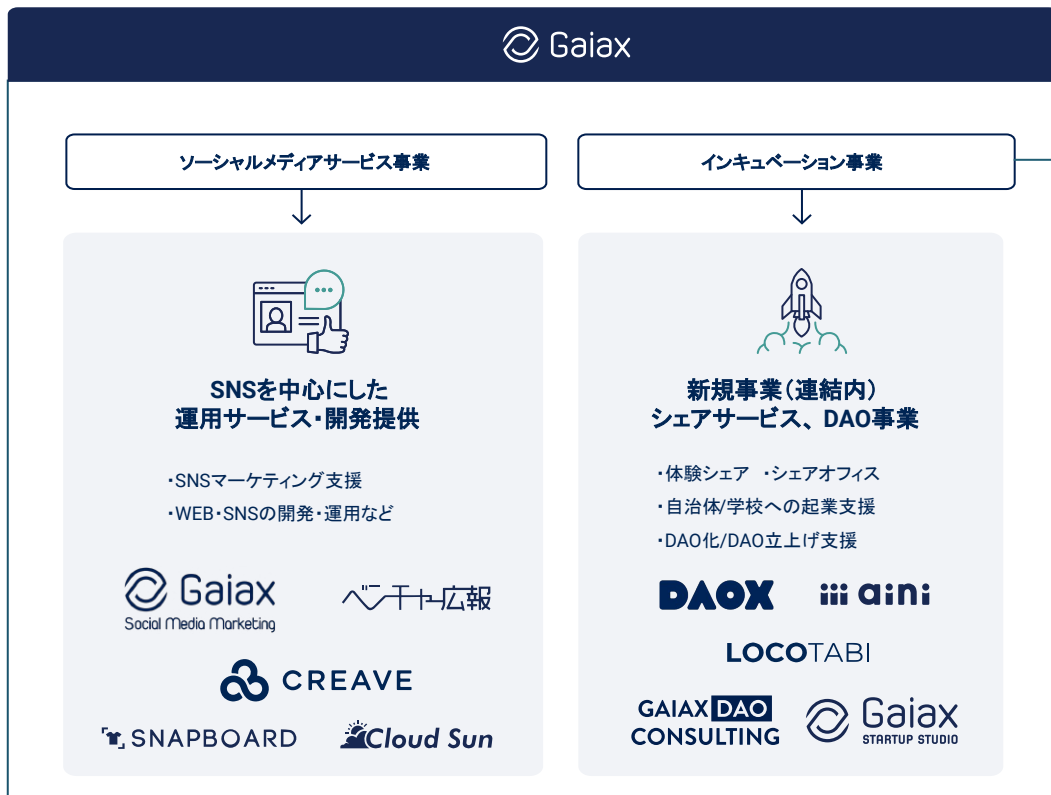 Gaiax
ソーシャルメディアサービス事業
SNSを中心にした
運用サービス・開発提供
・SNSマーケティング支援
・WEB・SNSの開発・運用など
Gaiax
Social Media Marketing
ベンチャー広報
CREAVE
SNAPBOARD
Cloud Sun
インキュベーション事業
新規事業（連結内）
シェアサービス、DAO事業
・体験シェア ・シェアオフィス
・自治体/学校への起業支援
・DAO化/DAO立上げ支援
DAOX
aini
LOCOTABI
GAIAX DAO
CONSULTING
Gaiax
STARTUP STUDIO